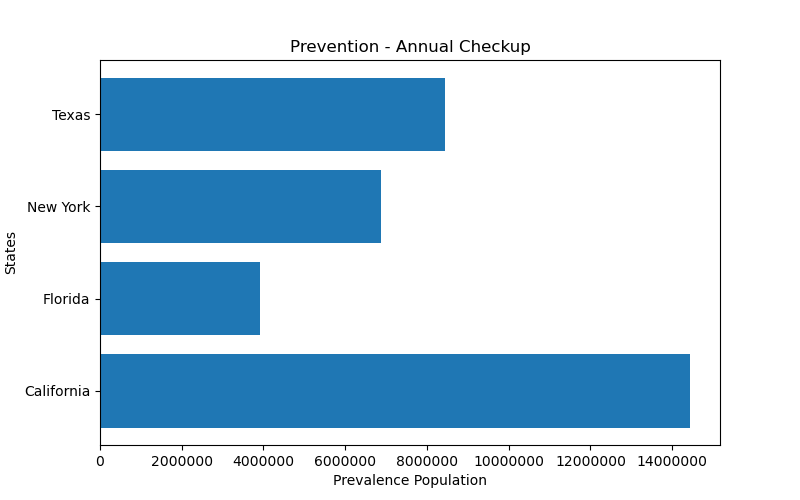 Prevention - Annual Checkup
Texas
New York
Florida
California
States
0 2000000 4000000 6000000 8000000 10000000 12000000 14000000
Prevalence Population